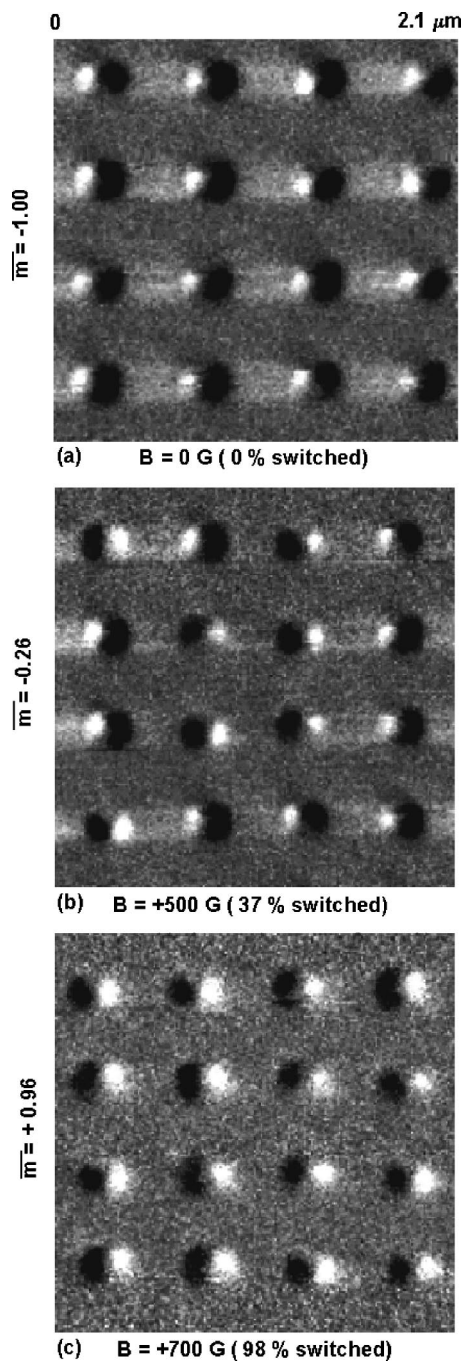 0 2.1 μm
m̅ = -1.00
(a) B = 0 G ( 0 % switched)
m̅ = -0.26
(b) B = +500 G ( 37 % switched)
m̅ = + 0.96
(c) B = +700 G ( 98 % switched)